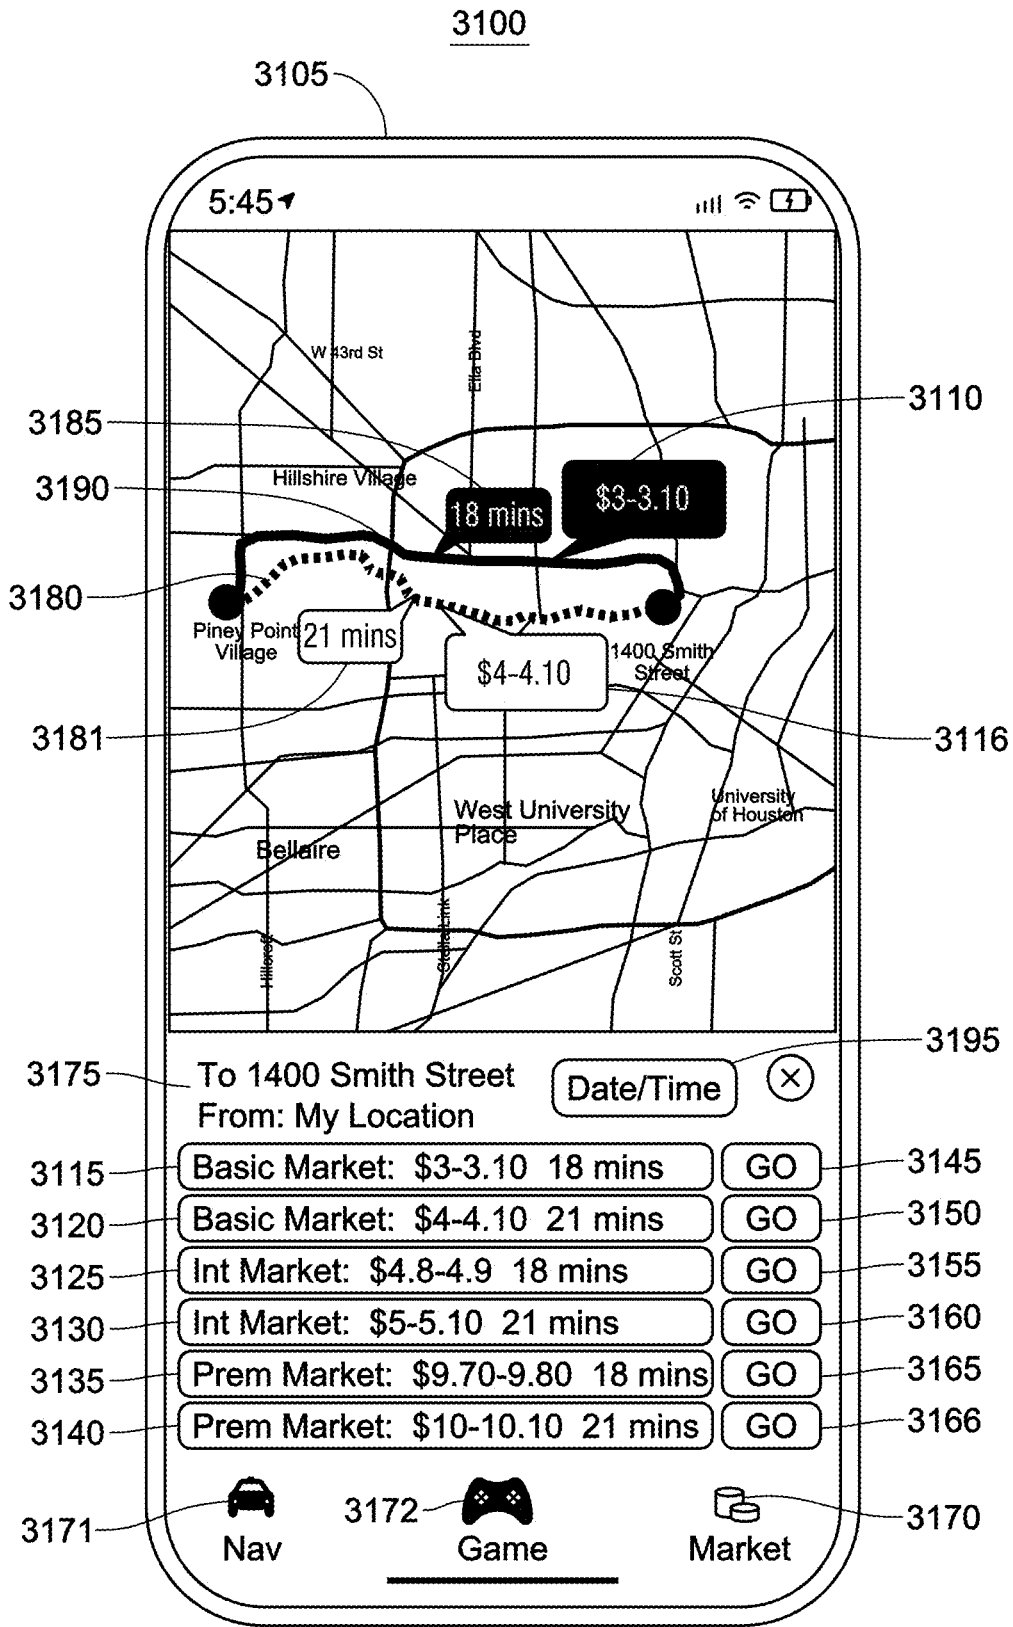 3100
3105
5:45
W 43rd St
Ella Blvd
3185
3110
Hillshire Village
3190
18 mins
$3-3.10
3180
Piney Point
Village
21 mins
$4-4.10
1400 Smith
Street
3181
3116
West University
Place
University
of Houston
Bellaire
Hillcroft
Stella Link
Scott St
3195
3175
To 1400 Smith Street
Date/Time
From: My Location
3115 Basic Market: $3-3.10 18 mins GO 3145
3120 Basic Market: $4-4.10 21 mins GO 3150
3125 Int Market: $4.8-4.9 18 mins GO 3155
3130 Int Market: $5-5.10 21 mins GO 3160
3135 Prem Market: $9.70-9.80 18 mins GO 3165
3140 Prem Market: $10-10.10 21 mins GO 3166
3171
3172
3170
Nav
Game
Market